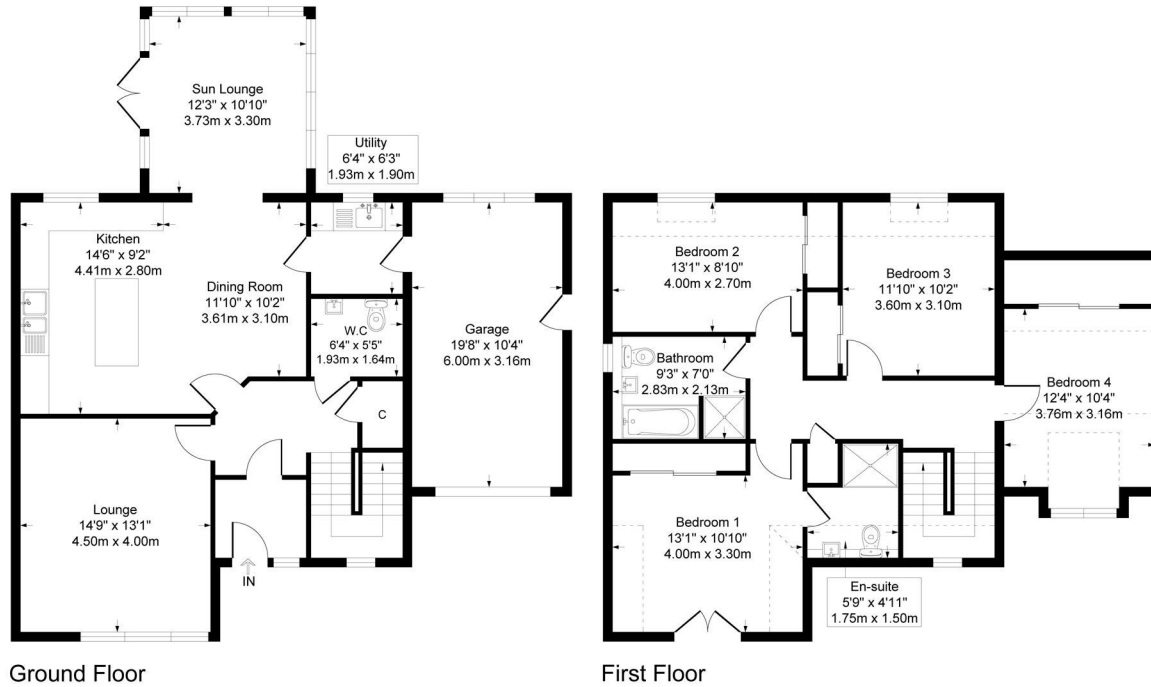 Sun Lounge
12'3" x 10'10"
3.73m x 3.30m
Utility
6'4" x 6'3"
1.93m x 1.90m
Kitchen
14'6" x 9'2"
4.41m x 2.80m
Dining Room
11'10" x 10'2"
3.61m x 3.10m
W.C
6'4" x 5'5"
1.93m x 1.64m
Garage
19'8" x 10'4"
6.00m x 3.16m
C
Lounge
14'9" x 13'1"
4.50m x 4.00m
IN
Ground Floor
Bedroom 2
13'1" x 8'10"
4.00m x 2.70m
Bedroom 3
11'10" x 10'2"
3.60m x 3.10m
Bathroom
9'3" x 7'0"
2.83m x 2.13m
Bedroom 4
12'4" x 10'4"
3.76m x 3.16m
Bedroom 1
13'1" x 10'10"
4.00m x 3.30m
En-suite
5'9" x 4'11"
1.75m x 1.50m
First Floor